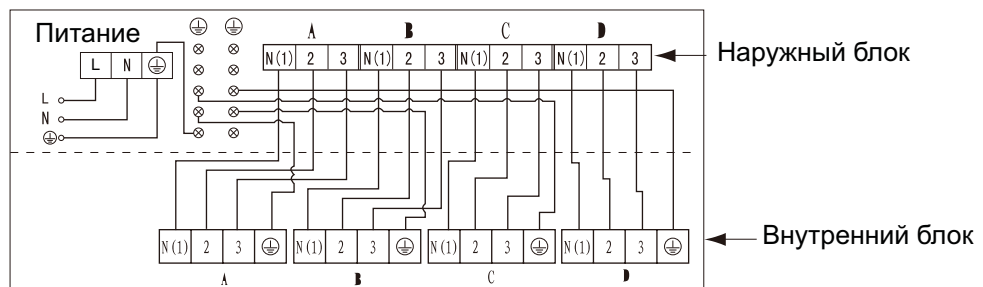 Питание
A B C D
L N
N(1) 2 3 N(1) 2 3 N(1) 2 3 N(1) 2 3
Наружный блок
L
N
N(1) 2 3 N(1) 2 3 N(1) 2 3 N(1) 2 3
Внутренний блок
A B C D